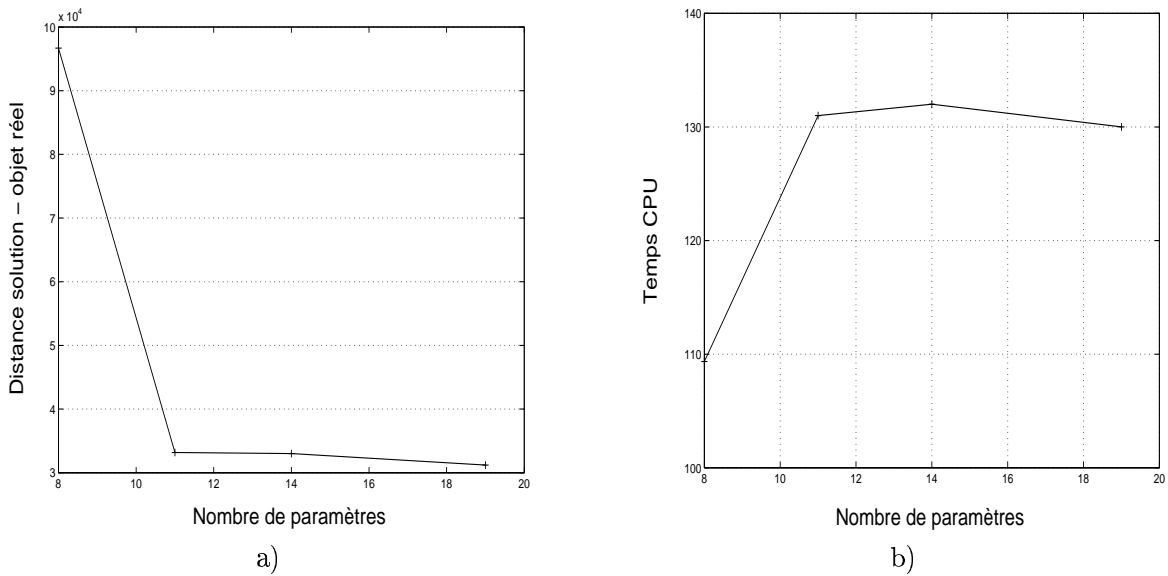 x 10⁴
10
9
8
7
6
5
4
3
8 10 12 14 16 18 20
Distance solution – objet réel
Nombre de paramètres
a)
140
130
120
110
100
8 10 12 14 16 18 20
Temps CPU
Nombre de paramètres
b)